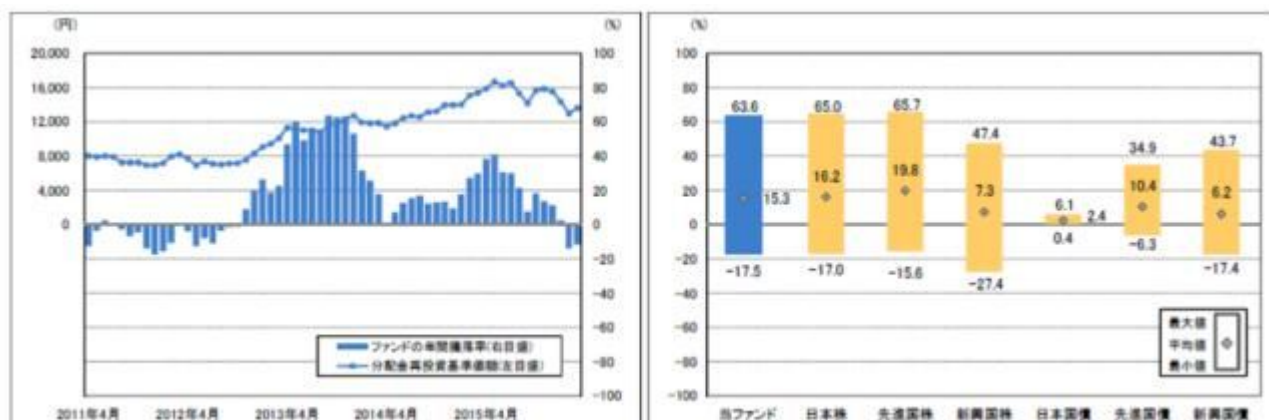 (円)
(%)
20,000
16,000
12,000
8,000
4,000
0
100
80
60
40
20
0
-20
-40
-60
-80
-100
ファンドの年間騰落率(右目盛)
分配金再投資基準価額(左目盛)
2011年4月 2012年4月 2013年4月 2014年4月 2015年4月
(%)
100
80
60
40
20
0
-20
-40
-60
-80
-100
63.6 65.0 65.7 47.4 6.1 34.9 43.7
15.3 16.2 19.8 7.3 2.4 10.4 6.2
-17.5 -17.0 -15.6 -27.4 0.4 -6.3 -17.4
最大値
平均値
最小値
当ファンド 日本株 先進国株 新興国株 日本国債 先進国債 新興国債